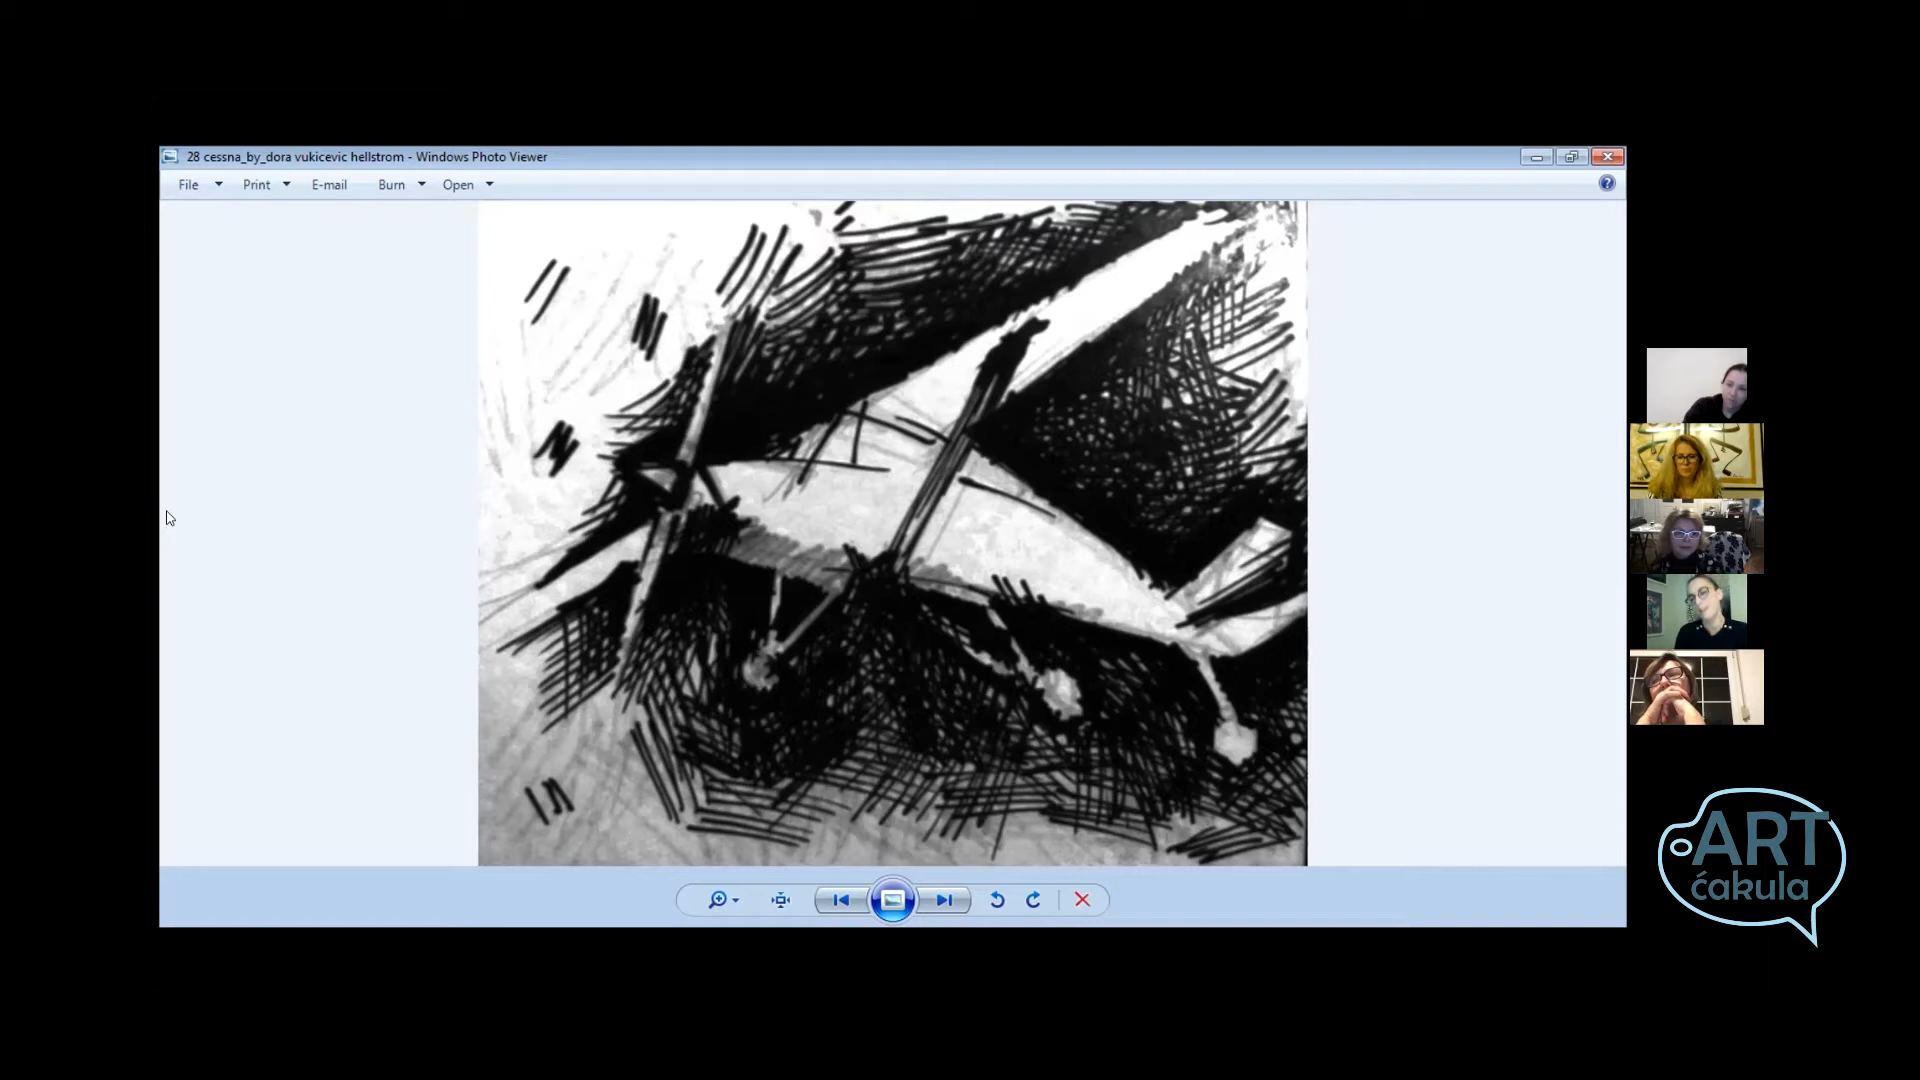 28 cessna_by_dora vukicevic hellstrom - Windows Photo Viewer
File Print E-mail Burn Open
ART
ćakula